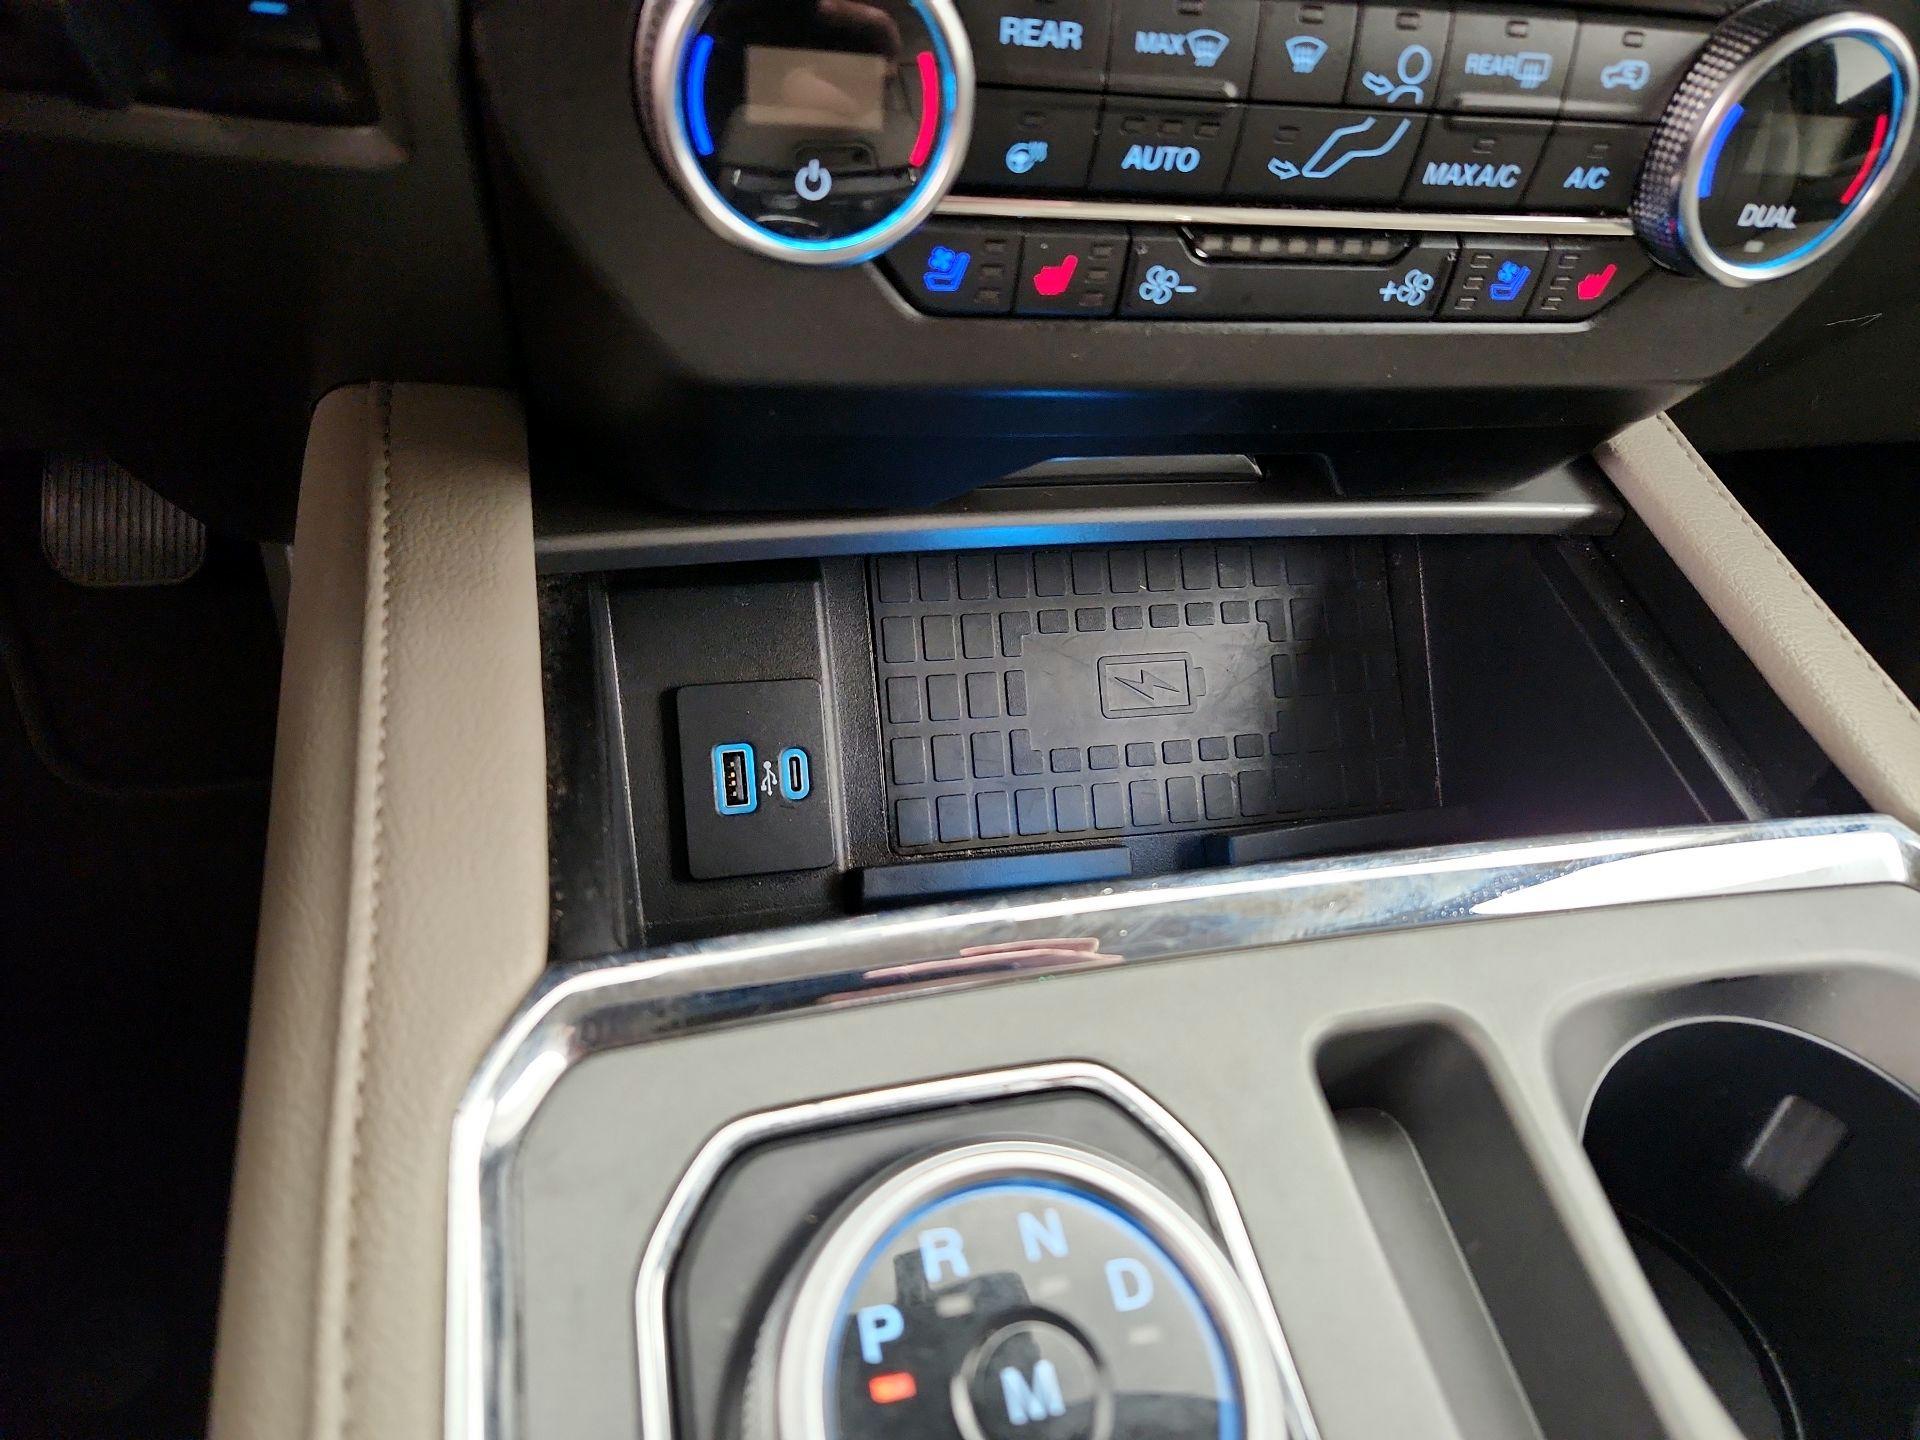 REAR MAX REAR
AUTO MAX A/C A/C
DUAL
R N D
P
M